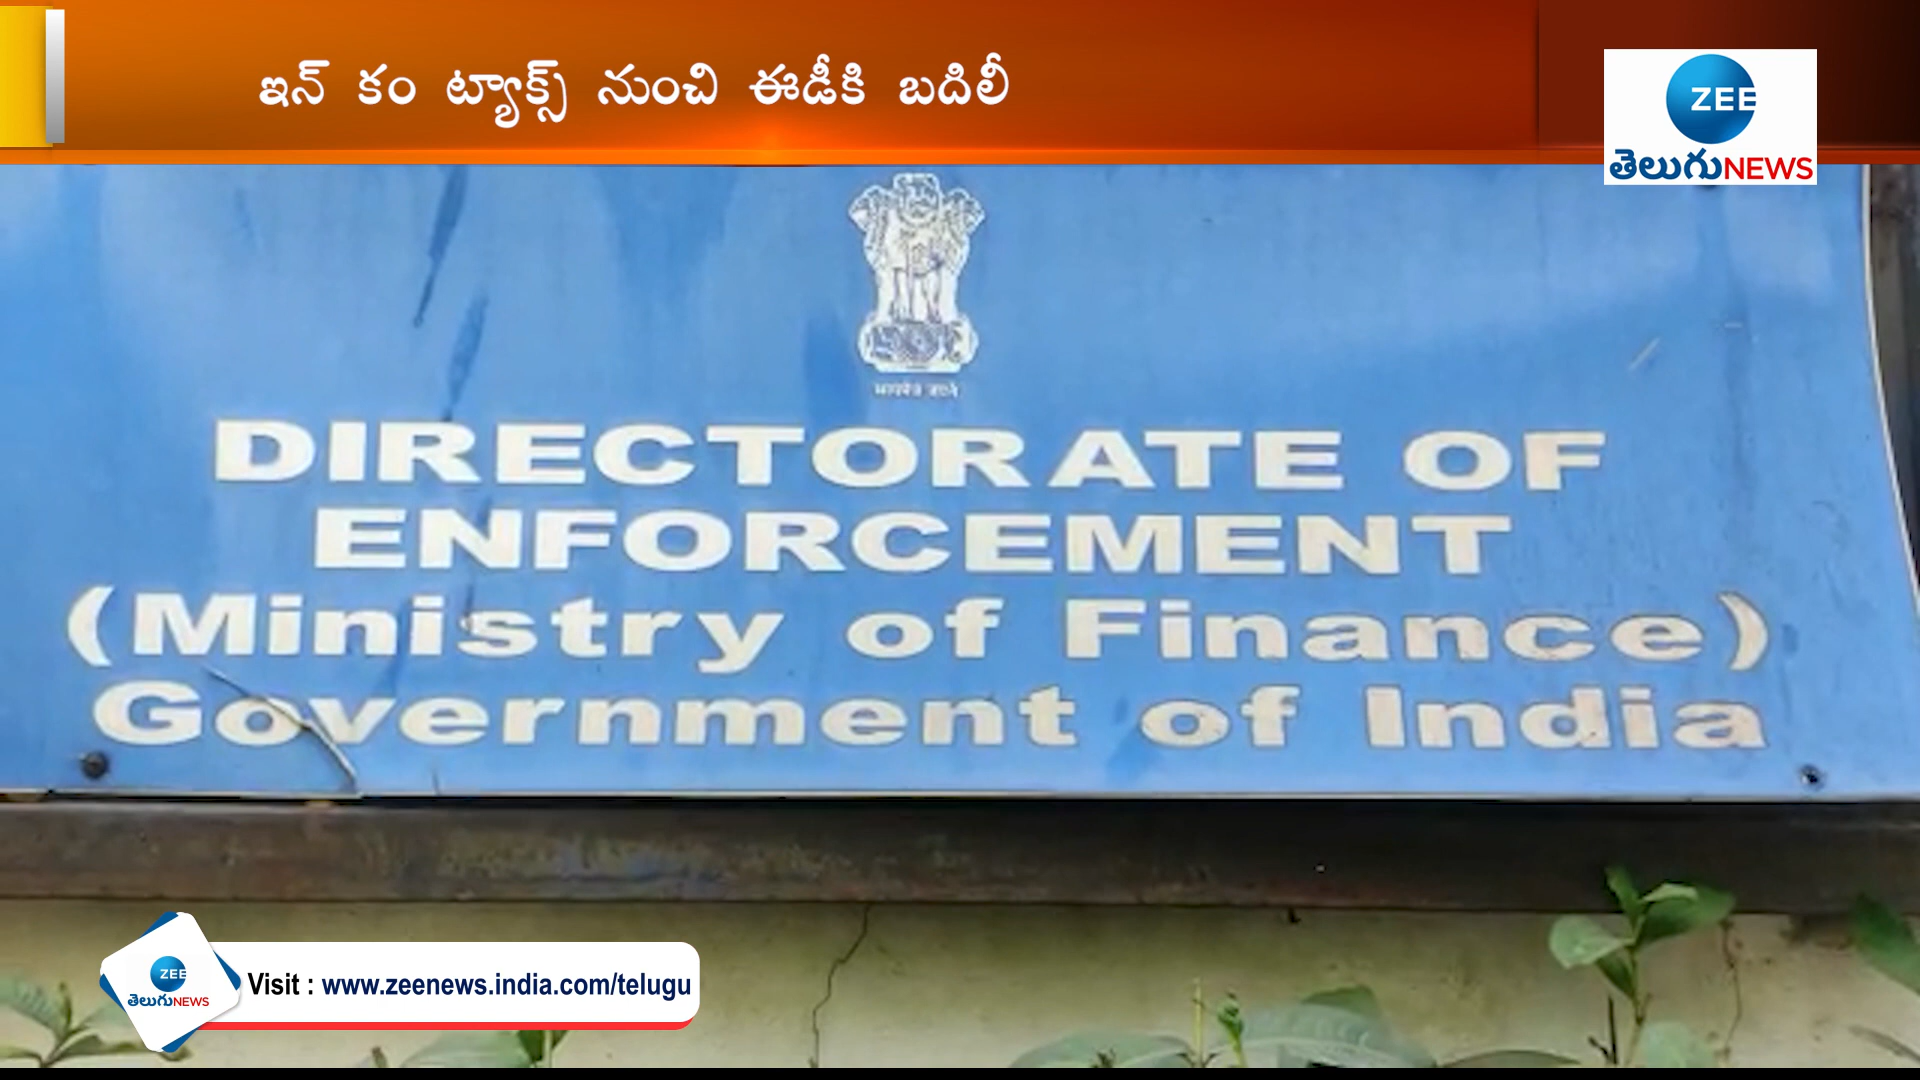 ఇన్ కం ట్యాక్స్ నుంచి ఈడీకి బదిలీ
ZEE
తెలుగు NEWS
DIRECTORATE OF
ENFORCEMENT
(Ministry of Finance)
Government of India
ZEE
తెలుగు NEWS
Visit : www.zeenews.india.com/telugu